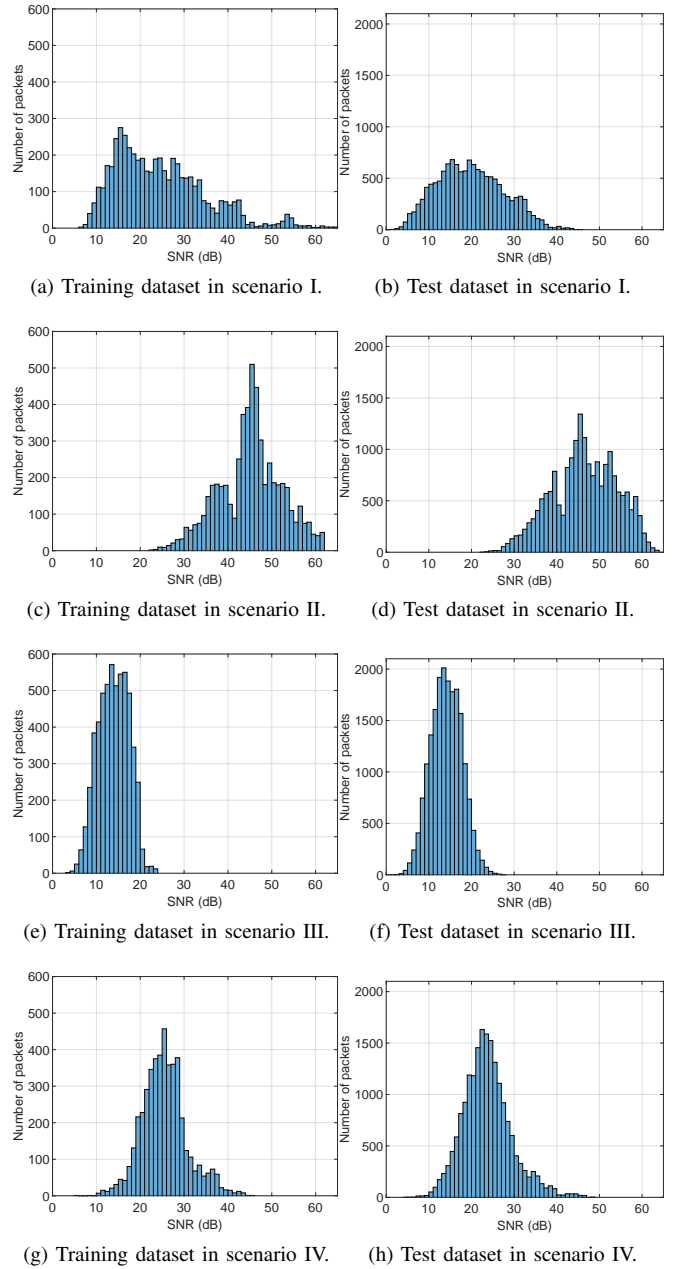 600
500
400
300
200
100
0
Number of packets
0 10 20 30 40 50 60
SNR (dB)
(a) Training dataset in scenario I.
2000
1500
1000
500
0
Number of packets
0 10 20 30 40 50 60
SNR (dB)
(b) Test dataset in scenario I.
600
500
400
300
200
100
0
Number of packets
0 10 20 30 40 50 60
SNR (dB)
(c) Training dataset in scenario II.
2000
1500
1000
500
0
Number of packets
0 10 20 30 40 50 60
SNR (dB)
(d) Test dataset in scenario II.
600
500
400
300
200
100
0
Number of packets
0 10 20 30 40 50 60
SNR (dB)
(e) Training dataset in scenario III.
2000
1500
1000
500
0
Number of packets
0 10 20 30 40 50 60
SNR (dB)
(f) Test dataset in scenario III.
600
500
400
300
200
100
0
Number of packets
0 10 20 30 40 50 60
SNR (dB)
(g) Training dataset in scenario IV.
2000
1500
1000
500
0
Number of packets
0 10 20 30 40 50 60
SNR (dB)
(h) Test dataset in scenario IV.